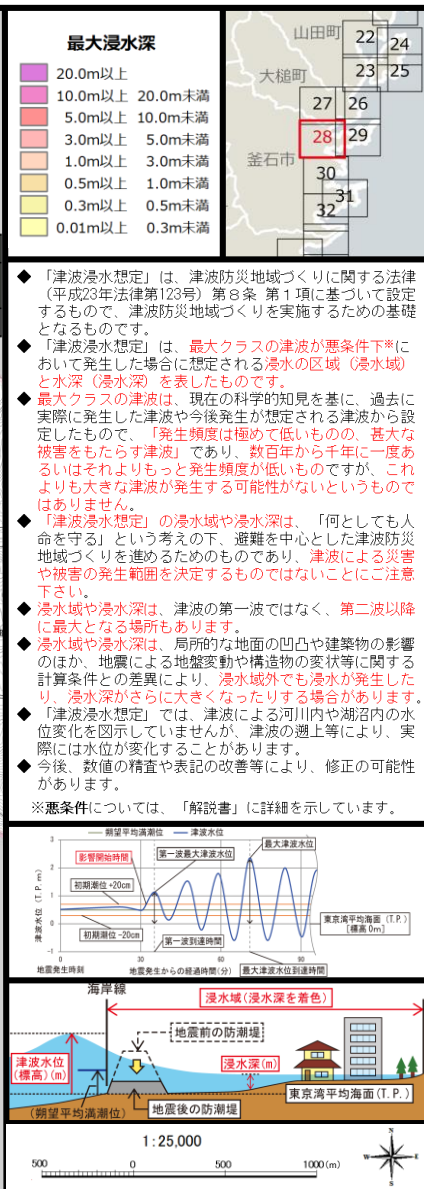 最大浸水深
20.0m以上
10.0m以上 20.0m未満
5.0m以上 10.0m未満
3.0m以上 5.0m未満
1.0m以上 3.0m未満
0.5m以上 1.0m未満
0.3m以上 0.5m未満
0.01m以上 0.3m未満
山田町
22
24
大槌町
23
25
27
26
28
29
釜石市
30
31
32
◆ 「津波浸水想定」は、津波防災地域づくりに関する法律
(平成23年法律第123号)第8条 第1項に基づいて設定
するもので、津波防災地域づくりを実施するための基礎
となるものです。
◆ 「津波浸水想定」は、最大クラスの津波が悪条件下※に
おいて発生した場合に想定される浸水の区域(浸水域)
と水深(浸水深)を表したものです。
◆ 最大クラスの津波は、現在の科学的知見を基に、過去に
実際に発生した津波や今後発生が想定される津波から設
定したもので、「発生頻度は極めて低いものの、甚大な
被害をもたらす津波」であり、数百年から千年に一度あ
るいはそれよりもっと発生頻度が低いものですが、これ
よりも大きな津波が発生する可能性がないというもので
はありません。
◆ 「津波浸水想定」の浸水域や浸水深は、「何としても人
命を守る」という考えの下、避難を中心とした津波防災
地域づくりを進めるためのものであり、津波による災害
や被害の発生範囲を決定するものではないことにご注意
下さい。
◆ 浸水域や浸水深は、津波の第一波ではなく、第二波以降
に最大となる場所もあります。
◆ 浸水域や浸水深は、局所的な地面の凹凸や建築物の影響
のほか、地震による地盤変動や構造物の変状等に関する
計算条件との差異により、浸水域外でも浸水が発生した
り、浸水深がさらに大きくなったりする場合があります。
◆ 「津波浸水想定」では、津波による河川内や湖沼内の水
位変化を図示していませんが、津波の遡上等により、実
際には水位が変化することがあります。
◆ 今後、数値の精査や表記の改善等により、修正の可能性
があります。
※悪条件については、「解説書」に詳細を示しています。
朔望平均満潮位 津波水位
津波水位(T.P.m)
3
2
1
0
-1
影響開始時間
第一波最大津波水位
最大津波水位
初期潮位+20cm
初期潮位-20cm
東京湾平均海面(T.P.)
[標高0m]
第一波到達時間
0
30
60
90
地震発生時刻
地震発生からの経過時間(分)
最大津波水位到達時間
海岸線
浸水域(浸水深を着色)
地震前の防潮堤
津波水位
(標高)(m)
浸水深(m)
東京湾平均海面(T.P.)
(朔望平均満潮位)
地震後の防潮堤
1:25,000
500 0 500 1000(m)
N
W
E
S